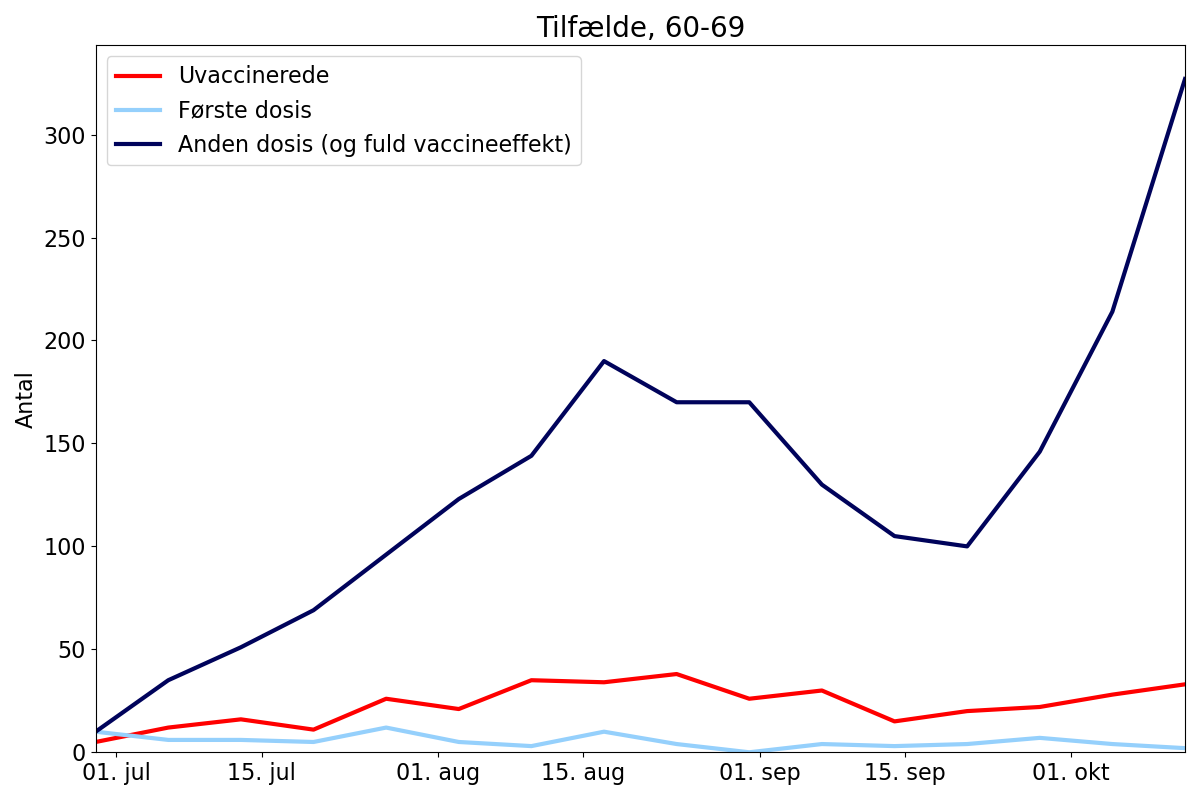 Tilfælde, 60-69
Uvaccinerede
Første dosis
Anden dosis (og fuld vaccineeffekt)
Antal
300
250
200
150
100
50
0
01. jul 15. jul 01. aug 15. aug 01. sep 15. sep 01. okt